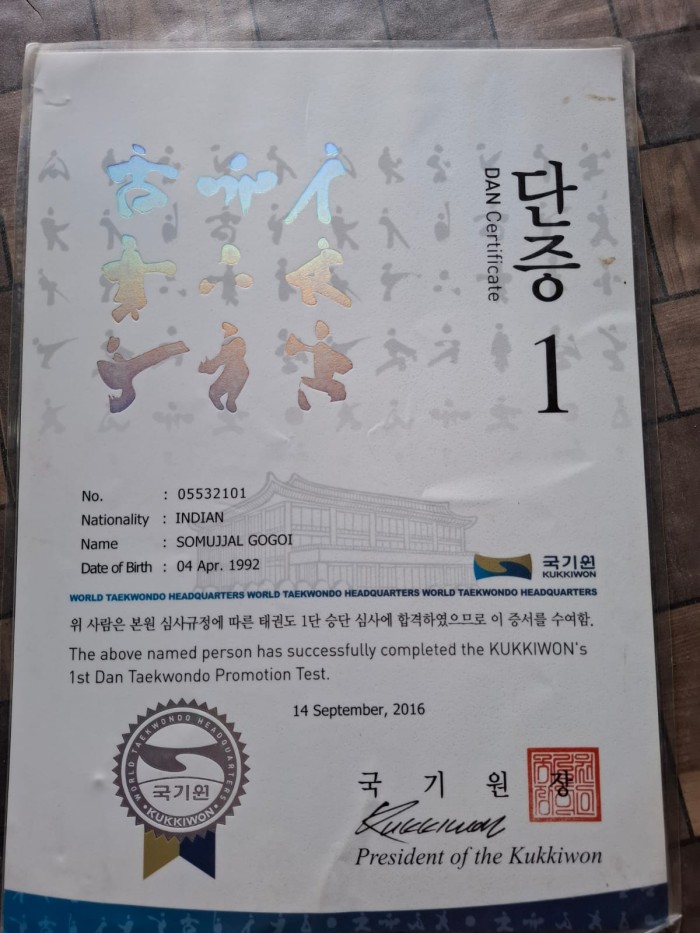 단증
DAN Certificate
1
No. : 05532101
Nationality : INDIAN
Name : SOMUJJAL GOGOI
Date of Birth : 04 Apr. 1992
국기원
KUKKIWON
WORLD TAEKWONDO HEADQUARTERS WORLD TAEKWONDO HEADQUARTERS WORLD TAEKWONDO HEADQUARTERS
위 사람은 본원 심사규정에 따른 태권도 1단 승단 심사에 합격하였으므로 이 증서를 수여함.
The above named person has successfully completed the KUKKIWON's
1st Dan Taekwondo Promotion Test.
14 September, 2016
WORLD TAEKWONDO HEADQUARTERS
국기원
KUKKIWON
국 기 원 장
Kukkiwon
President of the Kukkiwon